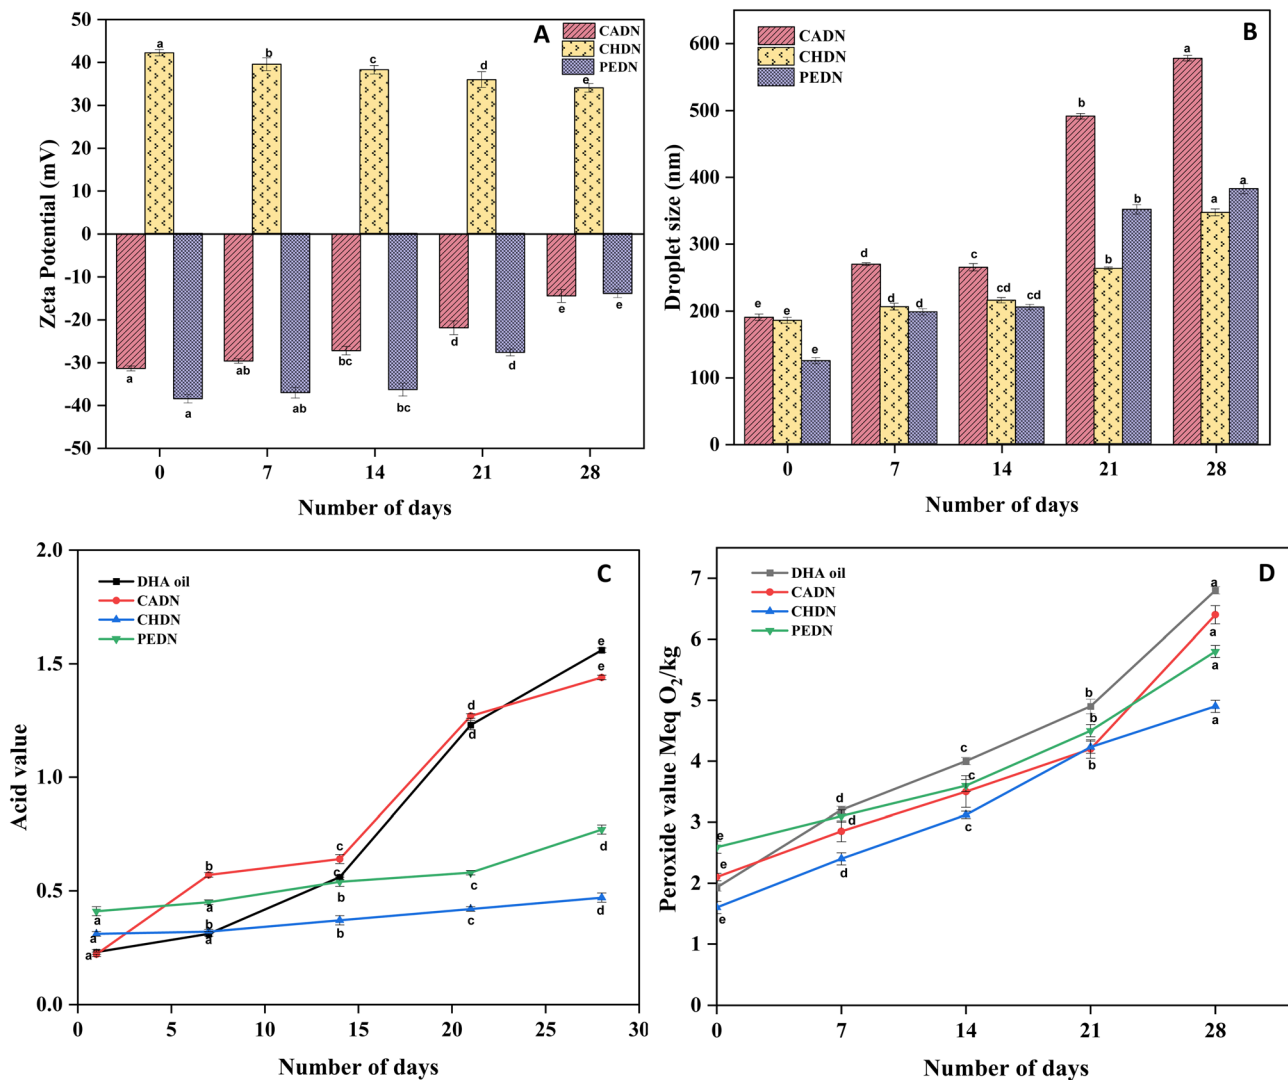 A
CADN
CHDN
PEDN
50
40
30
20
10
0
-10
-20
-30
-40
-50
Zeta Potential (mV)
a
b
c
d
e
a
ab
bc
d
e
a
ab
bc
d
e
0 7 14 21 28
Number of days
B
CADN
CHDN
PEDN
600
500
400
300
200
100
0
Droplet size (nm)
e e e
d d d
c cd cd
b b b
a a a
0 7 14 21 28
Number of days
C
DHA oil
CADN
CHDN
PEDN
2.0
1.5
1.0
0.5
0.0
Acid value
a a a
b a b a
c c b b
d d c c
e e d d
0 5 10 15 20 25 30
Number of days
D
DHA oil
CADN
CHDN
PEDN
7
6
5
4
3
2
1
0
Peroxide value Meq O₂/kg
e e e
d d d
c c c
b b b
a a a a
0 7 14 21 28
Number of days